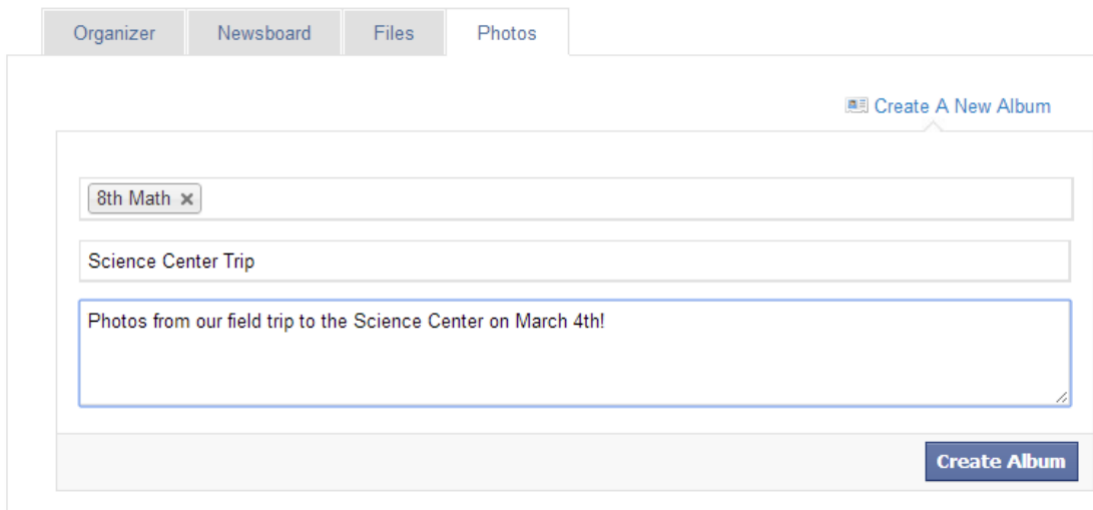 Organizer Newsboard Files Photos
Create A New Album
8th Math
Science Center Trip
Photos from our field trip to the Science Center on March 4th!
Create Album